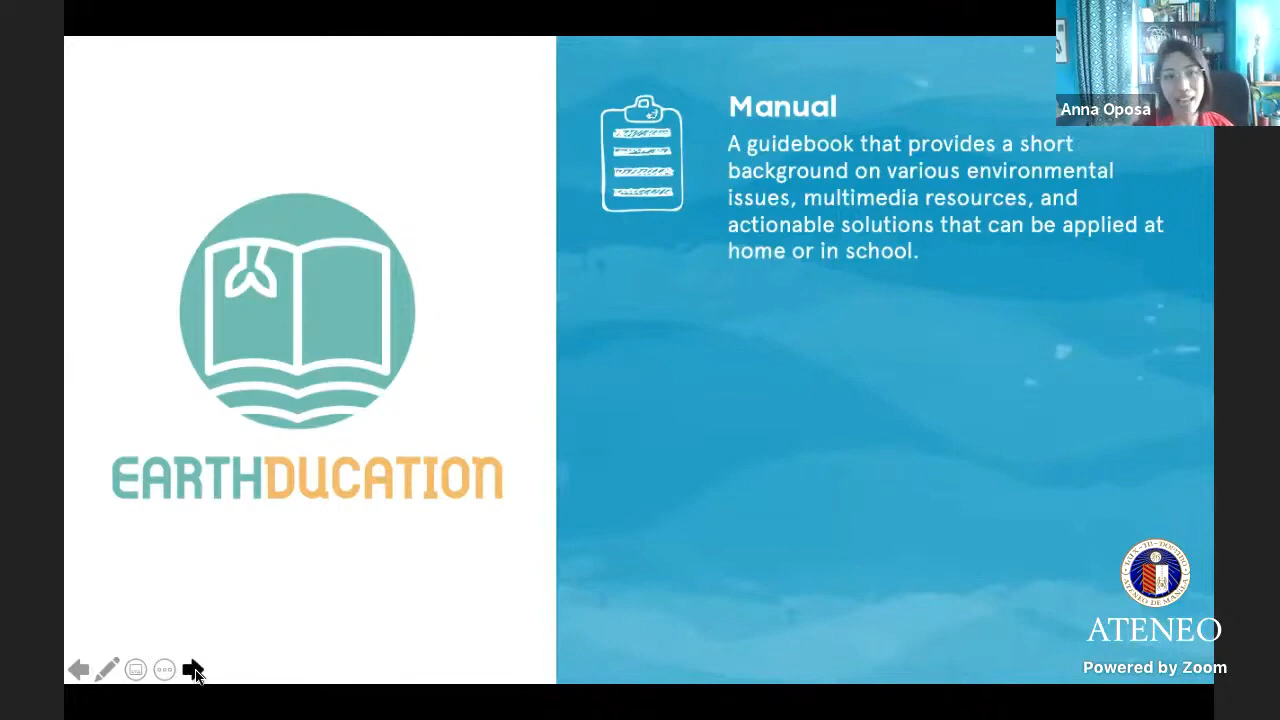 Manual
A guidebook that provides a short
background on various environmental
issues, multimedia resources, and
actionable solutions that can be applied at
home or in school.
Anna Oposa
EARTHDUCATION
ATENEO
Powered by Zoom